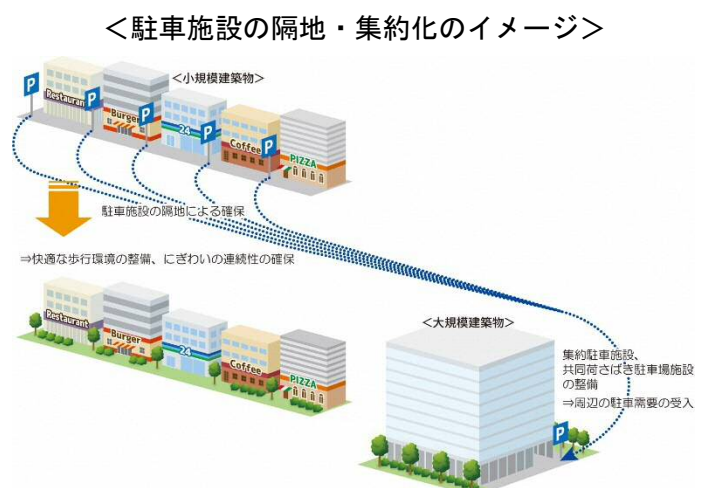 ＜駐車施設の隔地・集約化のイメージ＞
＜小規模建築物＞
P
P
P
P
P
Restaurant
Burger
24
Coffee
PIZZA
駐車施設の隔地による確保
⇒快適な歩行環境の整備、にぎわいの連続性の確保
Restaurant
Burger
24
Coffee
PIZZA
＜大規模建築物＞
集約駐車施設、
共同荷さばき駐車場施設
の整備
⇒周辺の駐車需要の受入
P